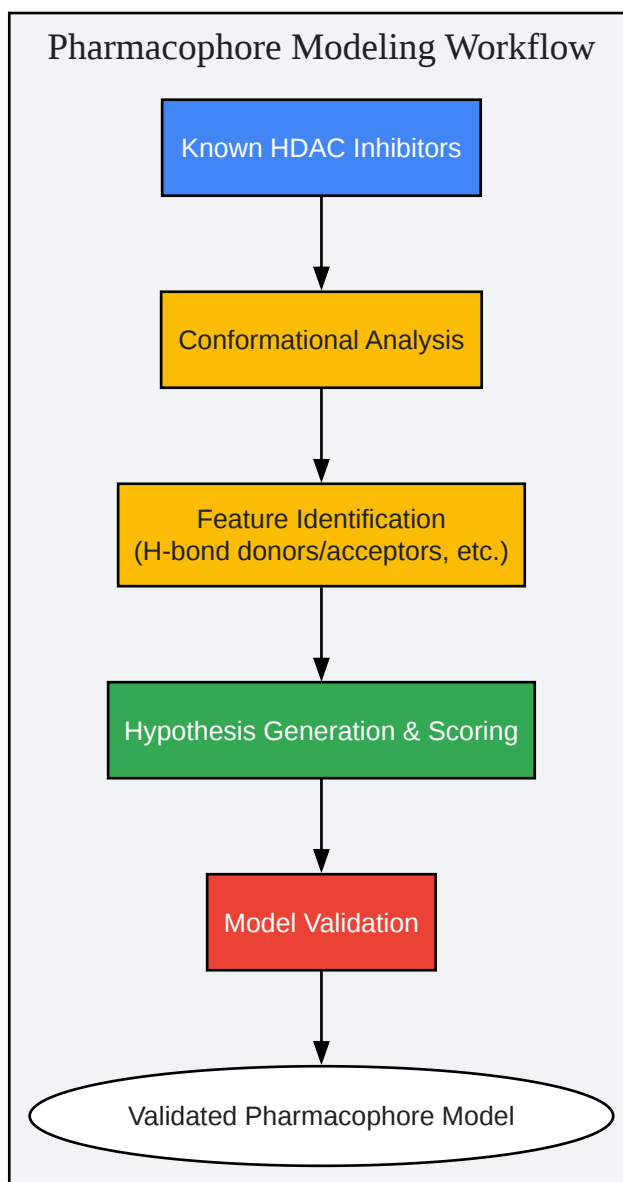 Pharmacophore Modeling Workflow
Known HDAC Inhibitors
Conformational Analysis
Feature Identification
(H-bond donors/acceptors, etc.)
Hypothesis Generation & Scoring
Model Validation
Validated Pharmacophore Model